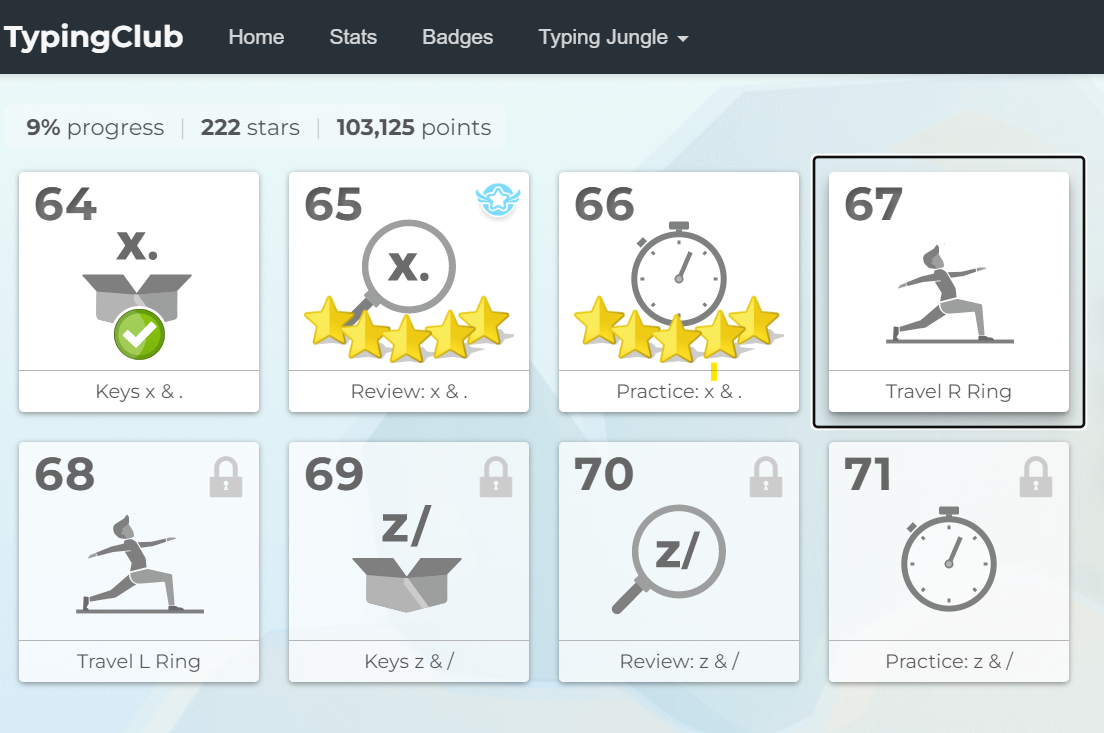 TypingClub Home Stats Badges Typing Jungle
9% progress | 222 stars | 103,125 points
64 65 66 67
x. x.
Keys x & . Review: x & . Practice: x & . Travel R Ring
68 69 70 71
z/ z/
Travel L Ring Keys z & / Review: z & / Practice: z & /